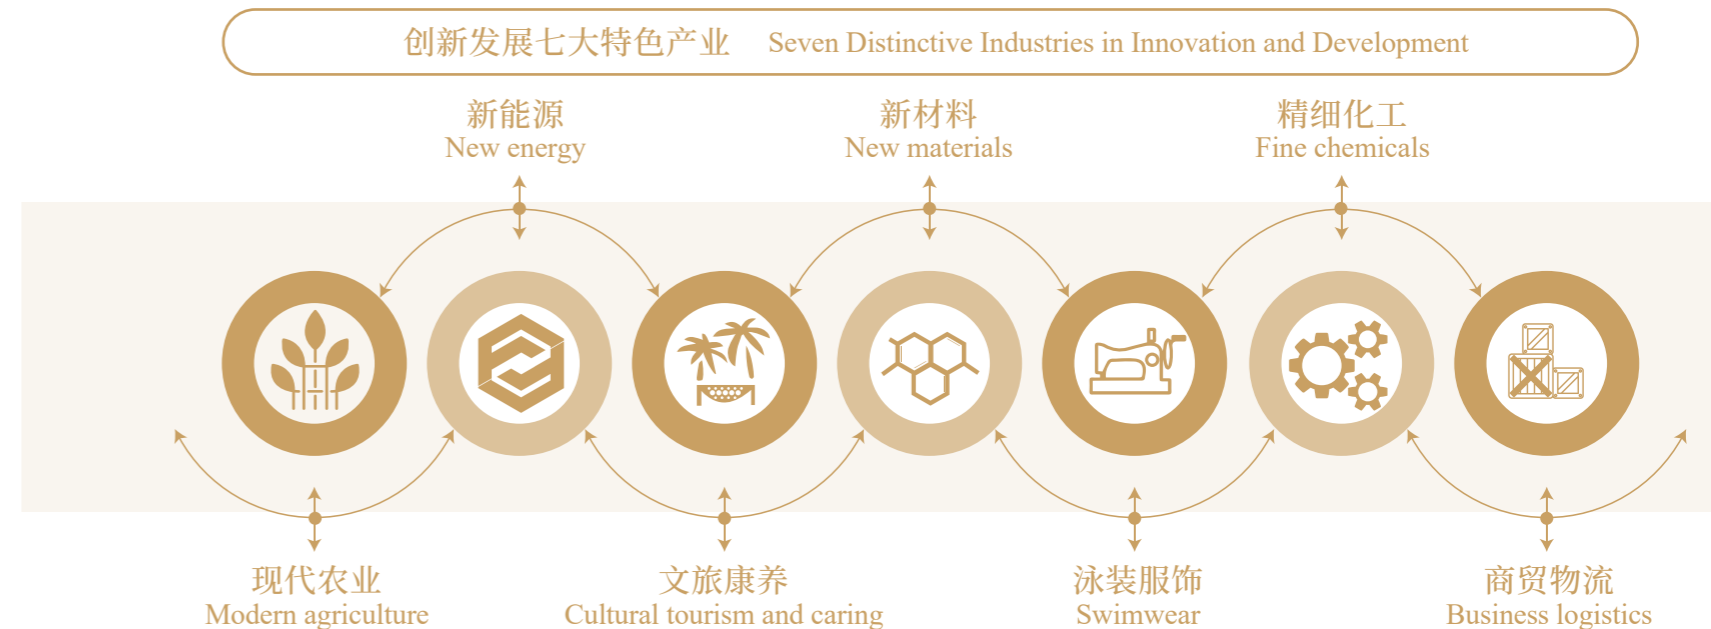 创新发展七大特色产业 Seven Distinctive Industries in Innovation and Development
新能源
New energy
新材料
New materials
精细化工
Fine chemicals
现代农业
Modern agriculture
文旅康养
Cultural tourism and caring
泳装服饰
Swimwear
商贸物流
Business logistics